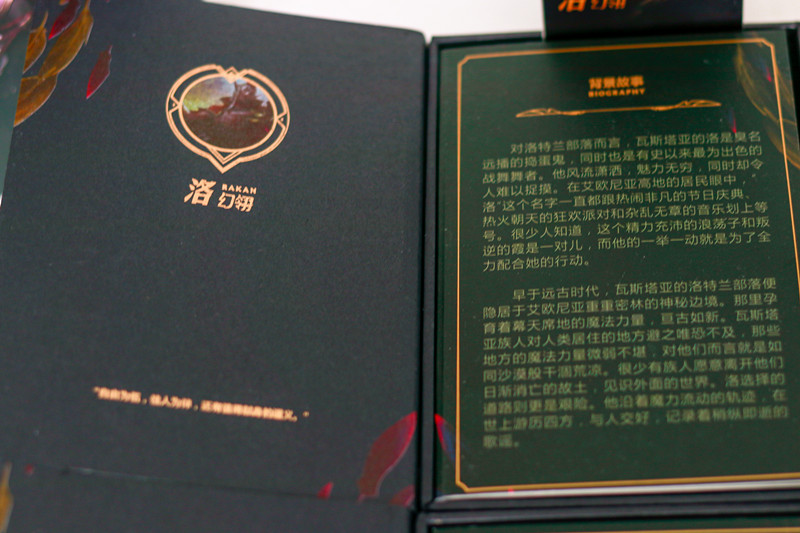 洛
RAKAN
幻翎
洛 幻翎
背景故事
BIOGRAPHY
对洛特兰部落而言，瓦斯塔亚的洛是臭名
远播的捣蛋鬼，同时也是有史以来最为出色的
战舞舞者。他风流潇洒，魅力无穷，同时却令
人难以捉摸。在艾欧尼亚高地的居民眼中，“
洛”这个名字一直都跟热闹非凡的节日庆典、
热火朝天的狂欢派对和杂乱无章的音乐划上等
号。很少人知道，这个精力充沛的浪荡子和叛
逆的霞是一对儿，而他的一举一动就是为了全
力配合她的行动。
早于远古时代，瓦斯塔亚的洛特兰部落便
隐居于艾欧尼亚重重密林的神秘边境。那里孕
育着幕天席地的魔法力量，亘古如新。瓦斯塔
亚族人对人类居住的地方避之唯恐不及，那些
地方的魔法力量微弱不堪，对他们而言就是如
同沙漠般干涸荒凉。很少有族人愿意离开他们
日渐消亡的故土，见识外面的世界。洛选择的
道路则更是艰险。他沿着魔力流动的轨迹，在
世上游历四方，与人交好，记录着稍纵即逝的
歌谣。